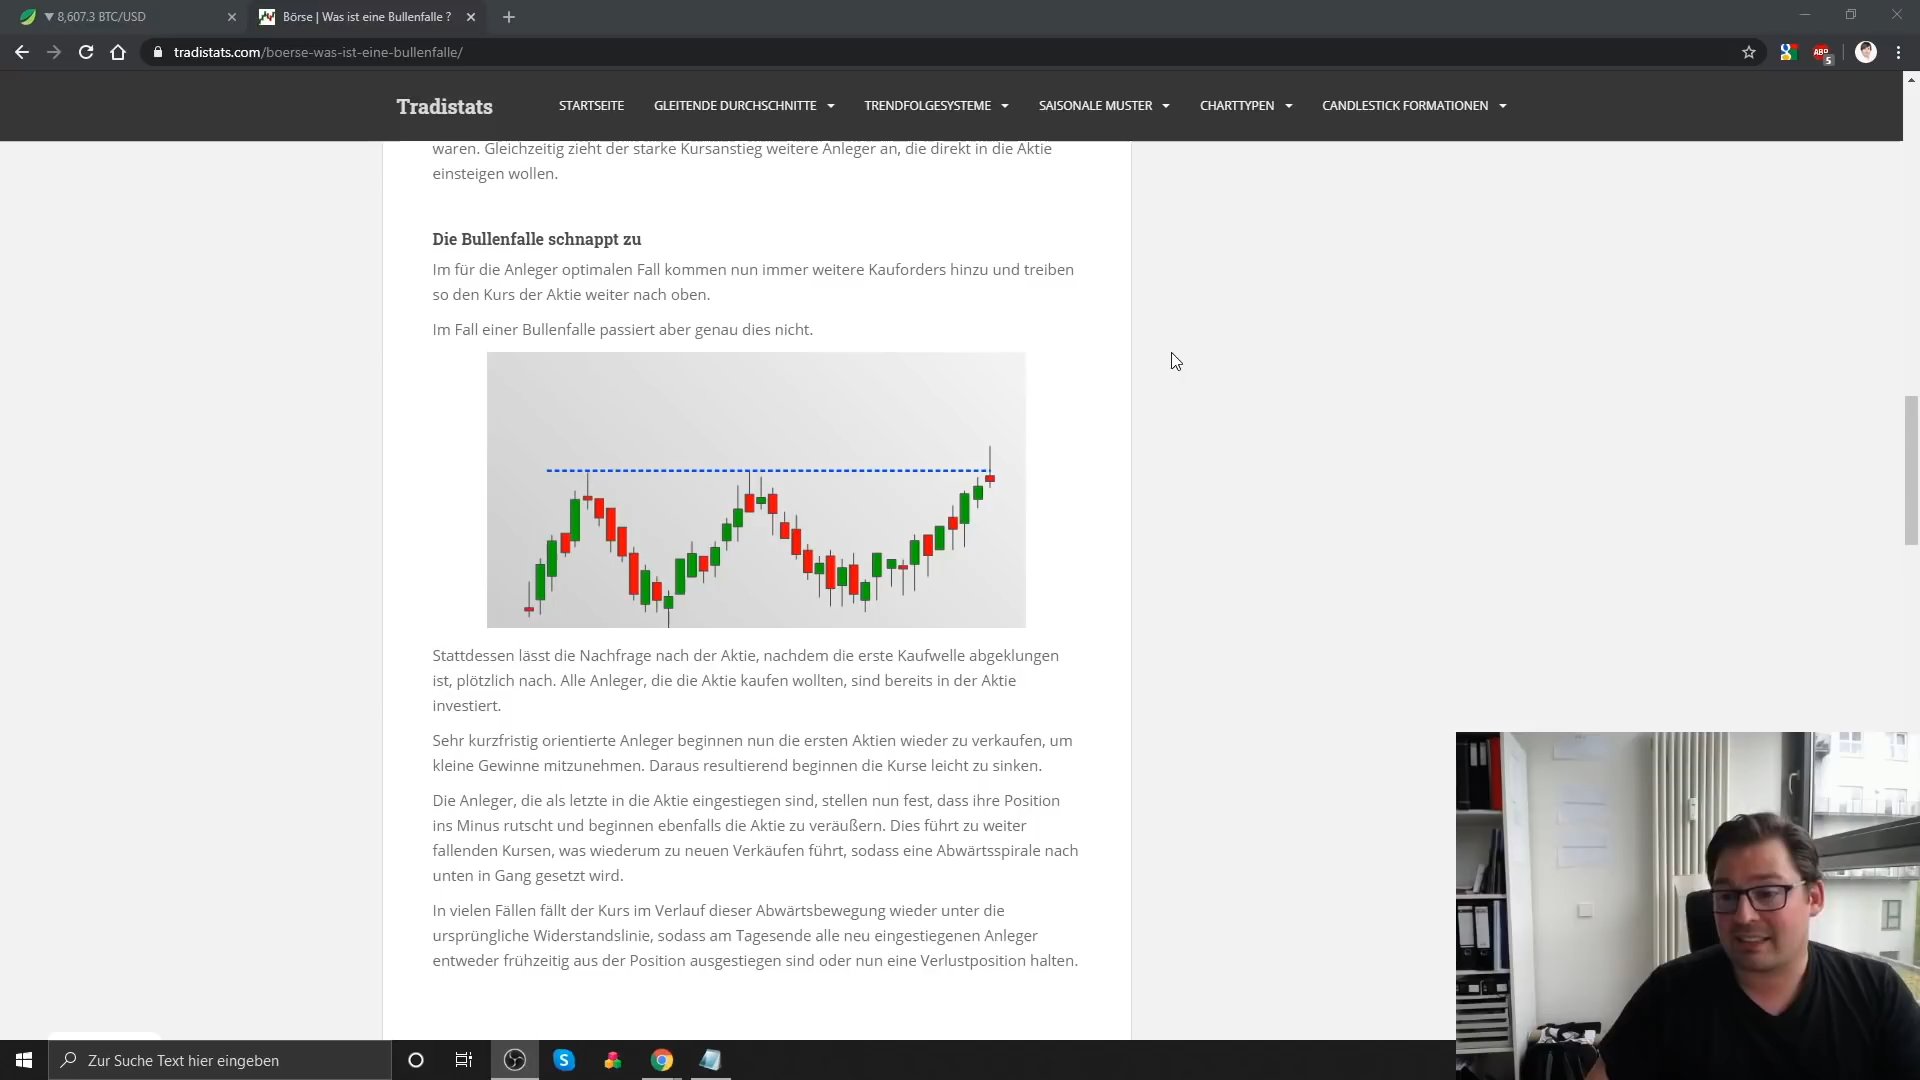 8,607.3 BTC/USD
Börse | Was ist eine Bullenfalle ?
tradistats.com/boerse-was-ist-eine-bullenfalle/
ABP
5
Tradistats
STARTSEITE
GLEITENDE DURCHSCHNITTE
TRENDFOLGESYSTEME
SAISONALE MUSTER
CHARTTYPEN
CANDLESTICK FORMATIONEN
waren. Gleichzeitig zieht der starke Kursanstieg weitere Anleger an, die direkt in die Aktie
einsteigen wollen.
Die Bullenfalle schnappt zu
Im für die Anleger optimalen Fall kommen nun immer weitere Kauforders hinzu und treiben
so den Kurs der Aktie weiter nach oben.
Im Fall einer Bullenfalle passiert aber genau dies nicht.
Stattdessen lässt die Nachfrage nach der Aktie, nachdem die erste Kaufwelle abgeklungen
ist, plötzlich nach. Alle Anleger, die die Aktie kaufen wollten, sind bereits in der Aktie
investiert.
Sehr kurzfristig orientierte Anleger beginnen nun die ersten Aktien wieder zu verkaufen, um
kleine Gewinne mitzunehmen. Daraus resultierend beginnen die Kurse leicht zu sinken.
Die Anleger, die als letzte in die Aktie eingestiegen sind, stellen nun fest, dass ihre Position
ins Minus rutscht und beginnen ebenfalls die Aktie zu veräußern. Dies führt zu weiter
fallenden Kursen, was wiederum zu neuen Verkäufen führt, sodass eine Abwärtsspirale nach
unten in Gang gesetzt wird.
In vielen Fällen fällt der Kurs im Verlauf dieser Abwärtsbewegung wieder unter die
ursprüngliche Widerstandslinie, sodass am Tagesende alle neu eingestiegenen Anleger
entweder frühzeitig aus der Position ausgestiegen sind oder nun eine Verlustposition halten.
Zur Suche Text hier eingeben